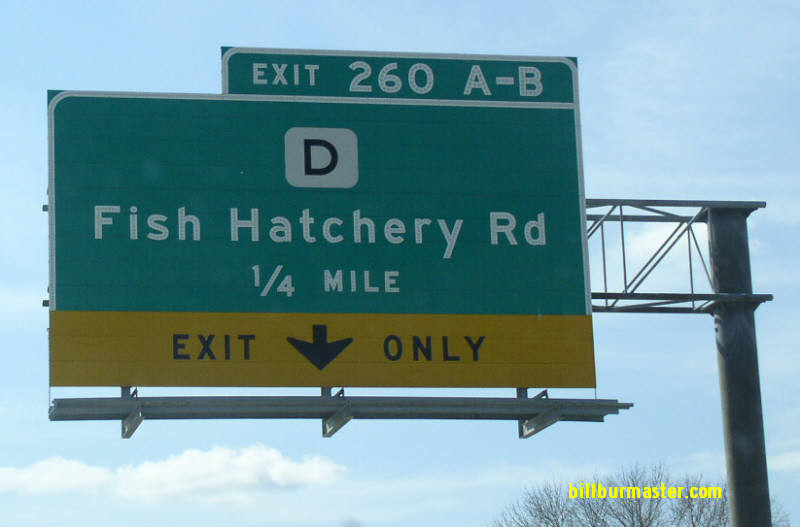 EXIT 260 A-B
D
Fish Hatchery Rd
1/4 MILE
EXIT ONLY
billburmaster.com